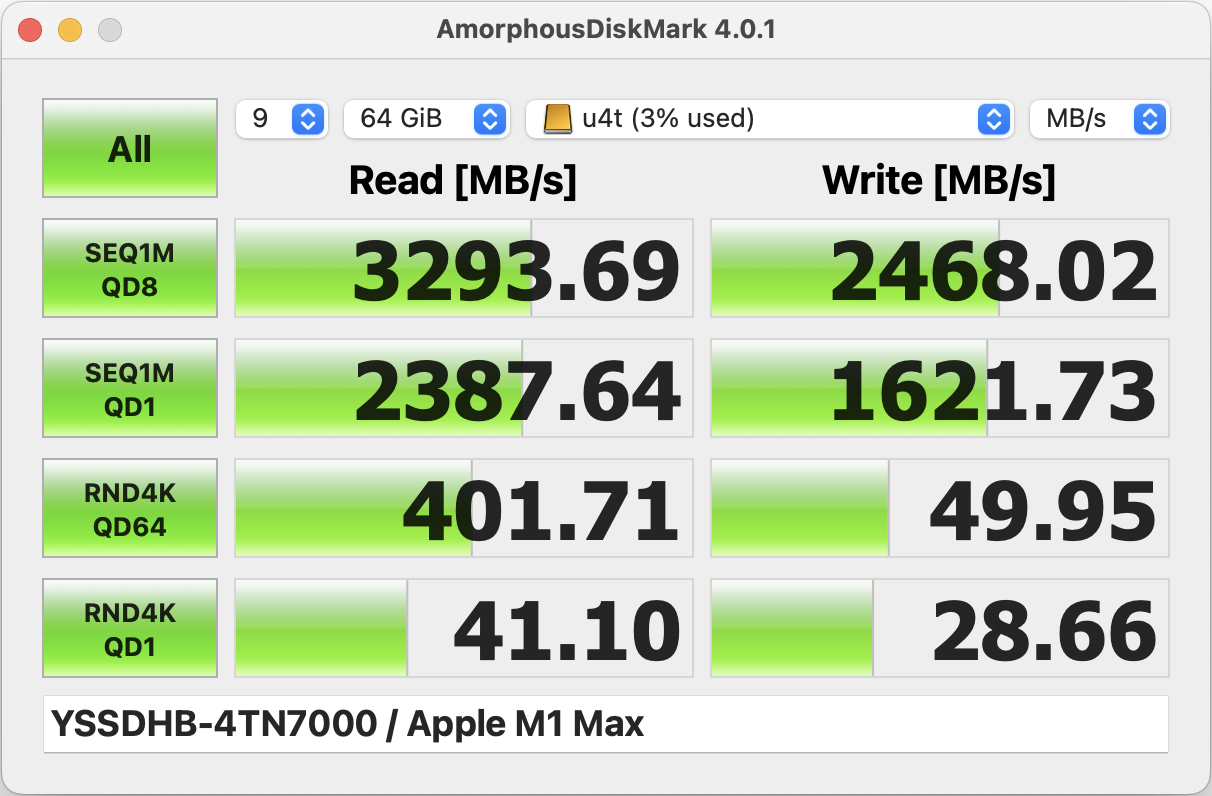 AmorphousDiskMark 4.0.1
All
9
64 GiB
u4t (3% used)
MB/s
Read [MB/s]
Write [MB/s]
SEQ1M
QD8
3293.69
2468.02
SEQ1M
QD1
2387.64
1621.73
RND4K
QD64
401.71
49.95
RND4K
QD1
41.10
28.66
YSSDHB-4TN7000 / Apple M1 Max